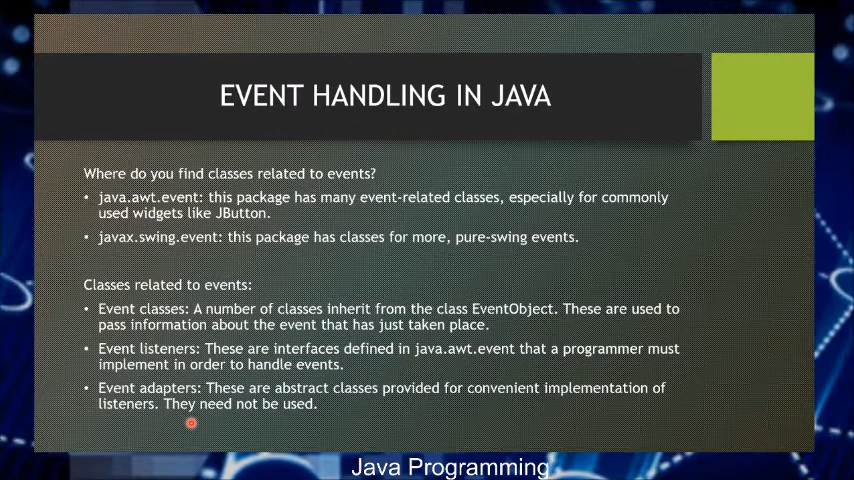 EVENT HANDLING IN JAVA
Where do you find classes related to events?
• java.awt.event: this package has many event-related classes, especially for commonly
used widgets like JButton.
• javax.swing.event: this package has classes for more, pure-swing events.
Classes related to events:
• Event classes: A number of classes inherit from the class EventObject. These are used to
pass information about the event that has just taken place.
• Event listeners: These are interfaces defined in java.awt.event that a programmer must
implement in order to handle events.
• Event adapters: These are abstract classes provided for convenient implementation of
listeners. They need not be used.
Java Programming